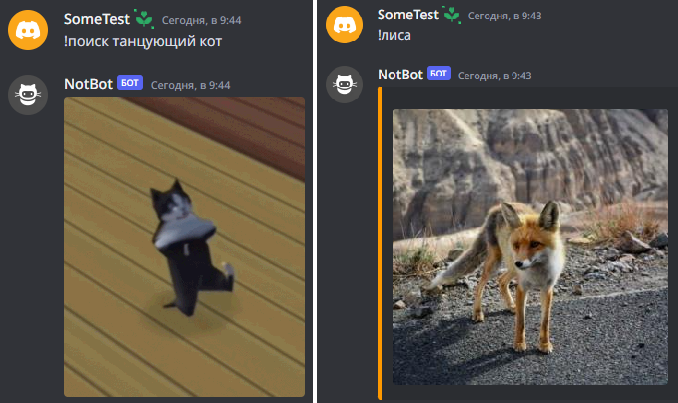 SomeTest Сегодня, в 9:44
!поиск танцующий кот
NotBot БОТ Сегодня, в 9:44
SomeTest Сегодня, в 9:43
!лиса
NotBot БОТ Сегодня, в 9:43